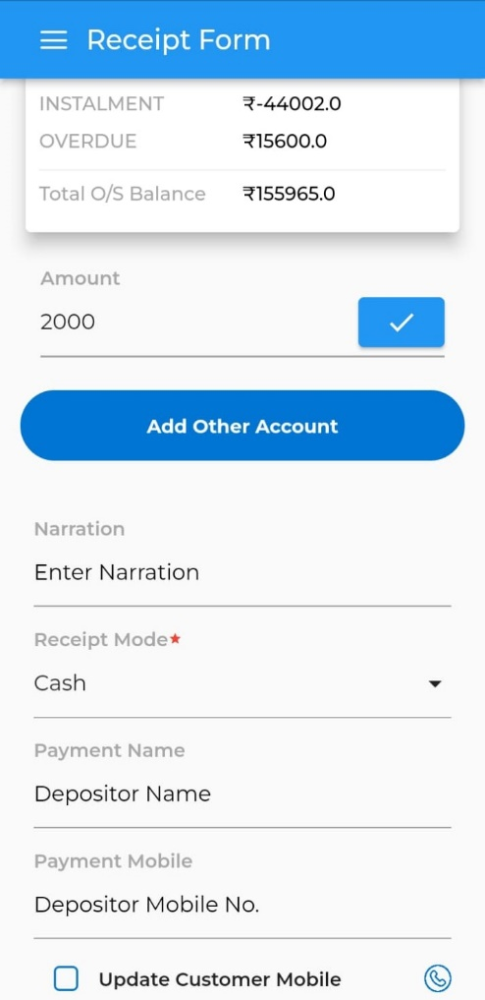 Receipt Form
INSTALMENT ₹-44002.0
OVERDUE ₹15600.0
Total O/S Balance ₹155965.0
Amount
2000
Add Other Account
Narration
Enter Narration
Receipt Mode★
Cash
Payment Name
Depositor Name
Payment Mobile
Depositor Mobile No.
Update Customer Mobile